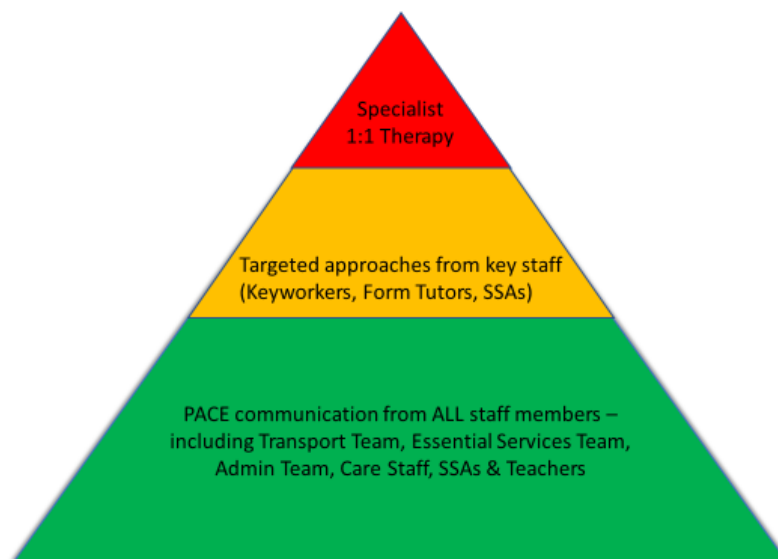 Specialist
1:1 Therapy
Targeted approaches from key staff
(Keyworkers, Form Tutors, SSAs)
PACE communication from ALL staff members –
including Transport Team, Essential Services Team,
Admin Team, Care Staff, SSAs & Teachers